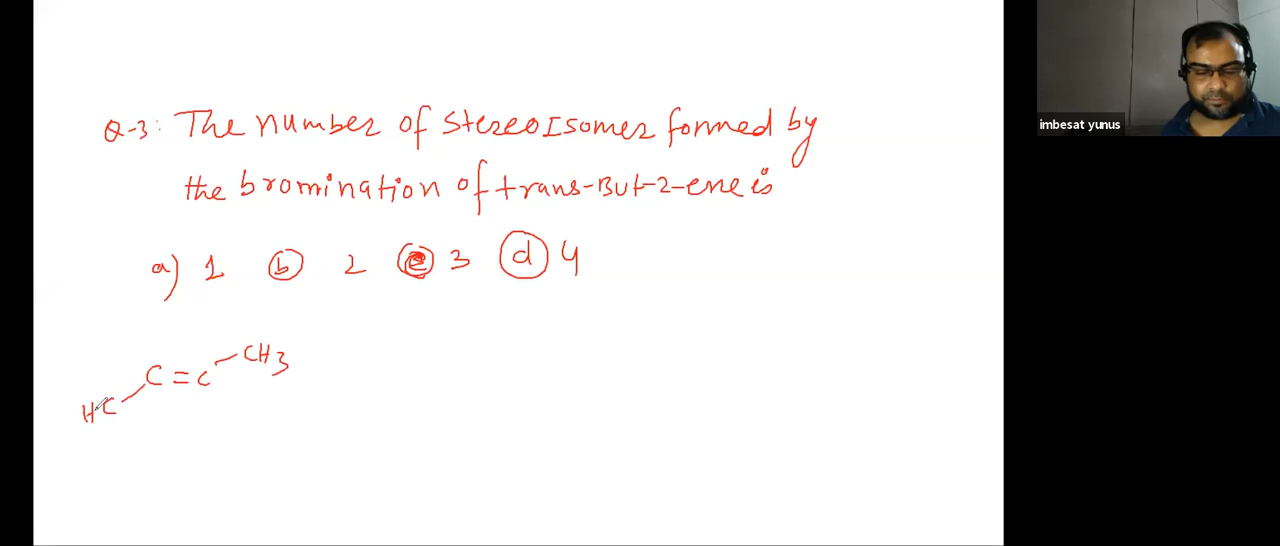 Q-3: The number of stereoIsomer formed by
the bromination of trans-But-2-ene is
a) 1 b 2 c 3 d 4
C = C - CH3
HC
imbesat yunus